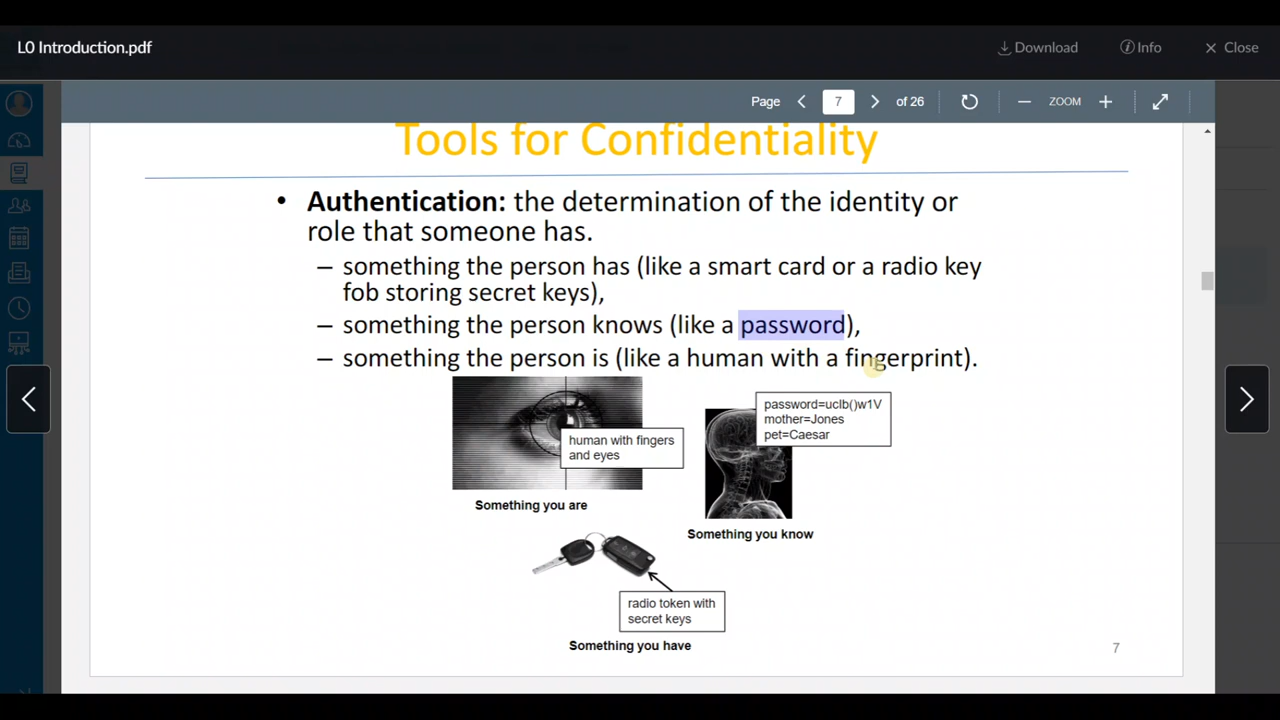 L0 Introduction.pdf
Download
Info
Close
Page
7
of 26
ZOOM
Tools for Confidentiality
• Authentication: the determination of the identity or
role that someone has.
– something the person has (like a smart card or a radio key
fob storing secret keys),
– something the person knows (like a password),
– something the person is (like a human with a fingerprint).
password=uclb()w1V
mother=Jones
pet=Caesar
human with fingers
and eyes
Something you are
Something you know
radio token with
secret keys
Something you have
7